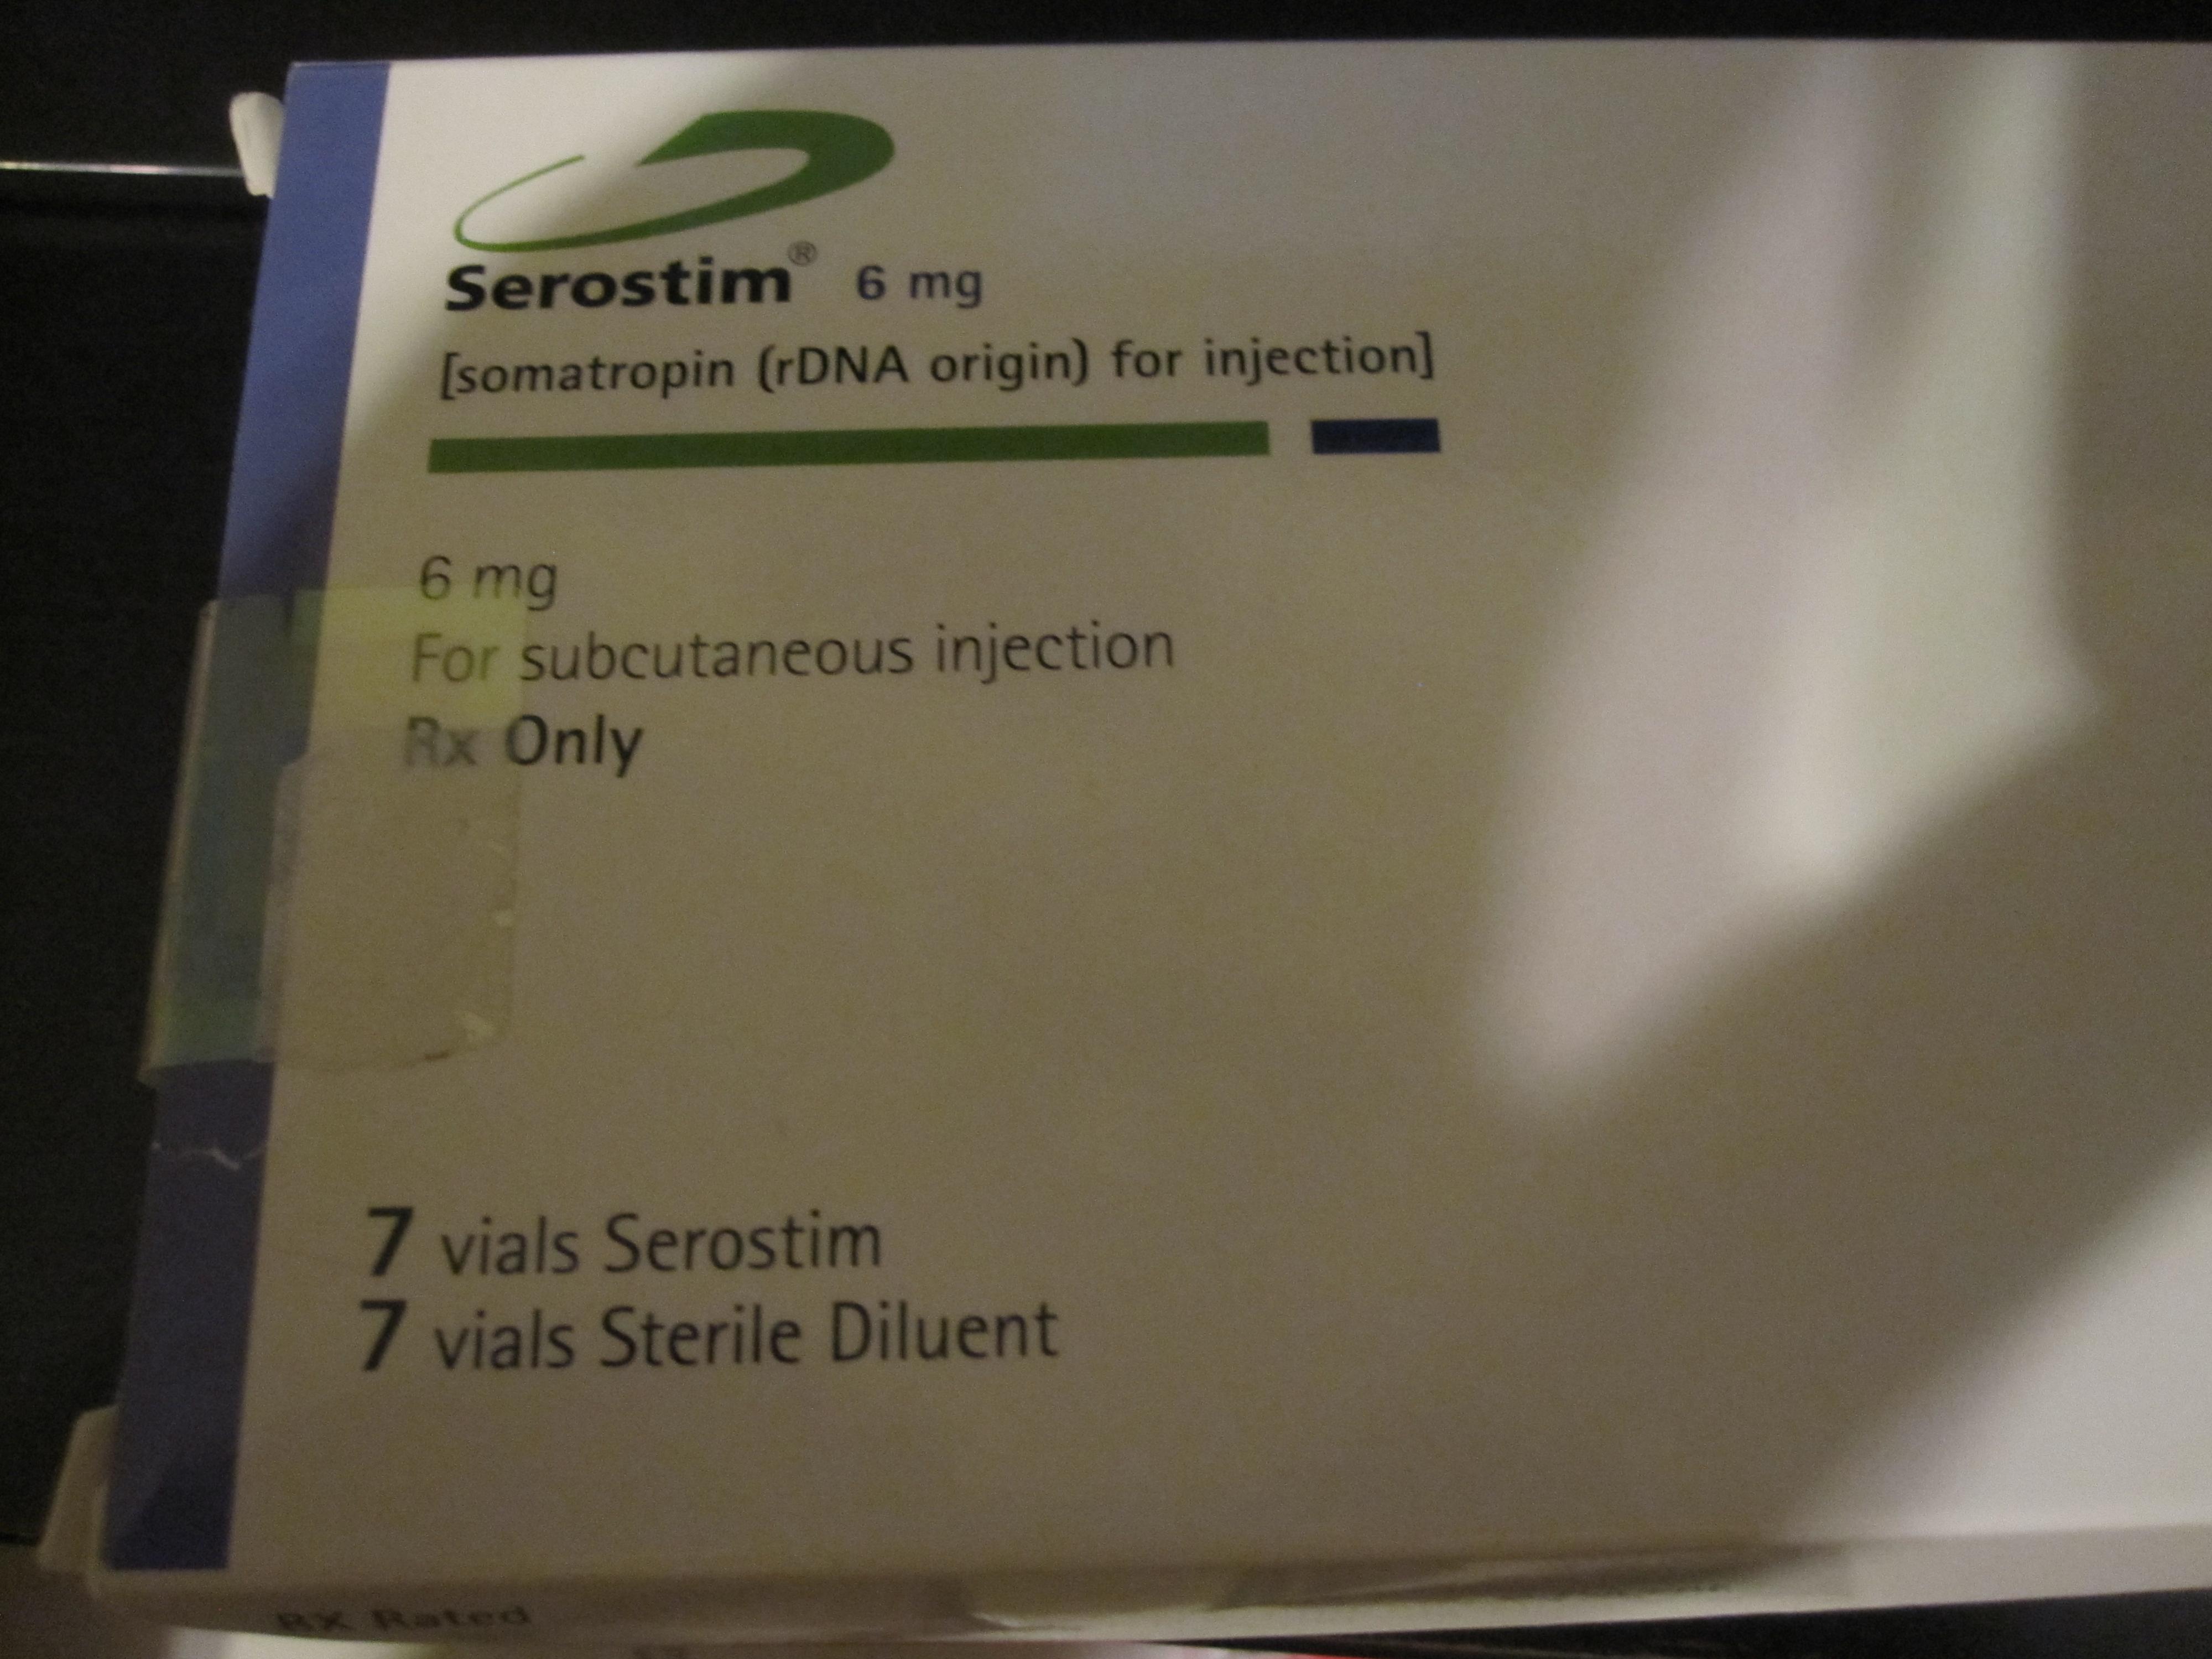 Serostim® 6 mg
[somatropin (rDNA origin) for injection]
6 mg
For subcutaneous injection
Rx Only
7 vials Serostim
7 vials Sterile Diluent
RX Rated